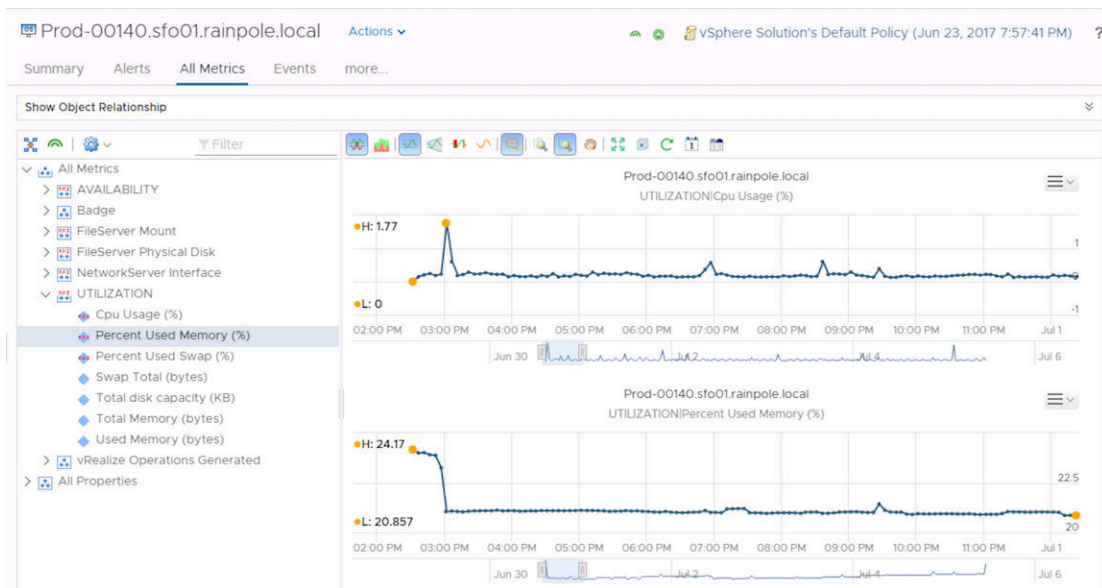 Prod-00140.sfo01.rainpole.local Actions vSphere Solution's Default Policy (Jun 23, 2017 7:57:41 PM) ?
Summary Alerts All Metrics Events more...
Show Object Relationship
Filter
All Metrics
AVAILABILITY
Badge
FileServer Mount
FileServer Physical Disk
NetworkServer Interface
UTILIZATION
Cpu Usage (%)
Percent Used Memory (%)
Percent Used Swap (%)
Swap Total (bytes)
Total disk capacity (KB)
Total Memory (bytes)
Used Memory (bytes)
vRealize Operations Generated
All Properties
Prod-00140.sfo01.rainpole.local
UTILIZATION|Cpu Usage (%)
H: 1.77
1
0
L: 0
-1
02:00 PM 03:00 PM 04:00 PM 05:00 PM 06:00 PM 07:00 PM 08:00 PM 09:00 PM 10:00 PM 11:00 PM Jul 1
Jun 30 Jul 2 Jul 4 Jul 6
Prod-00140.sfo01.rainpole.local
UTILIZATION|Percent Used Memory (%)
H: 24.17
22.5
L: 20.857
20
02:00 PM 03:00 PM 04:00 PM 05:00 PM 06:00 PM 07:00 PM 08:00 PM 09:00 PM 10:00 PM 11:00 PM Jul 1
Jun 30 Jul 2 Jul 4 Jul 6